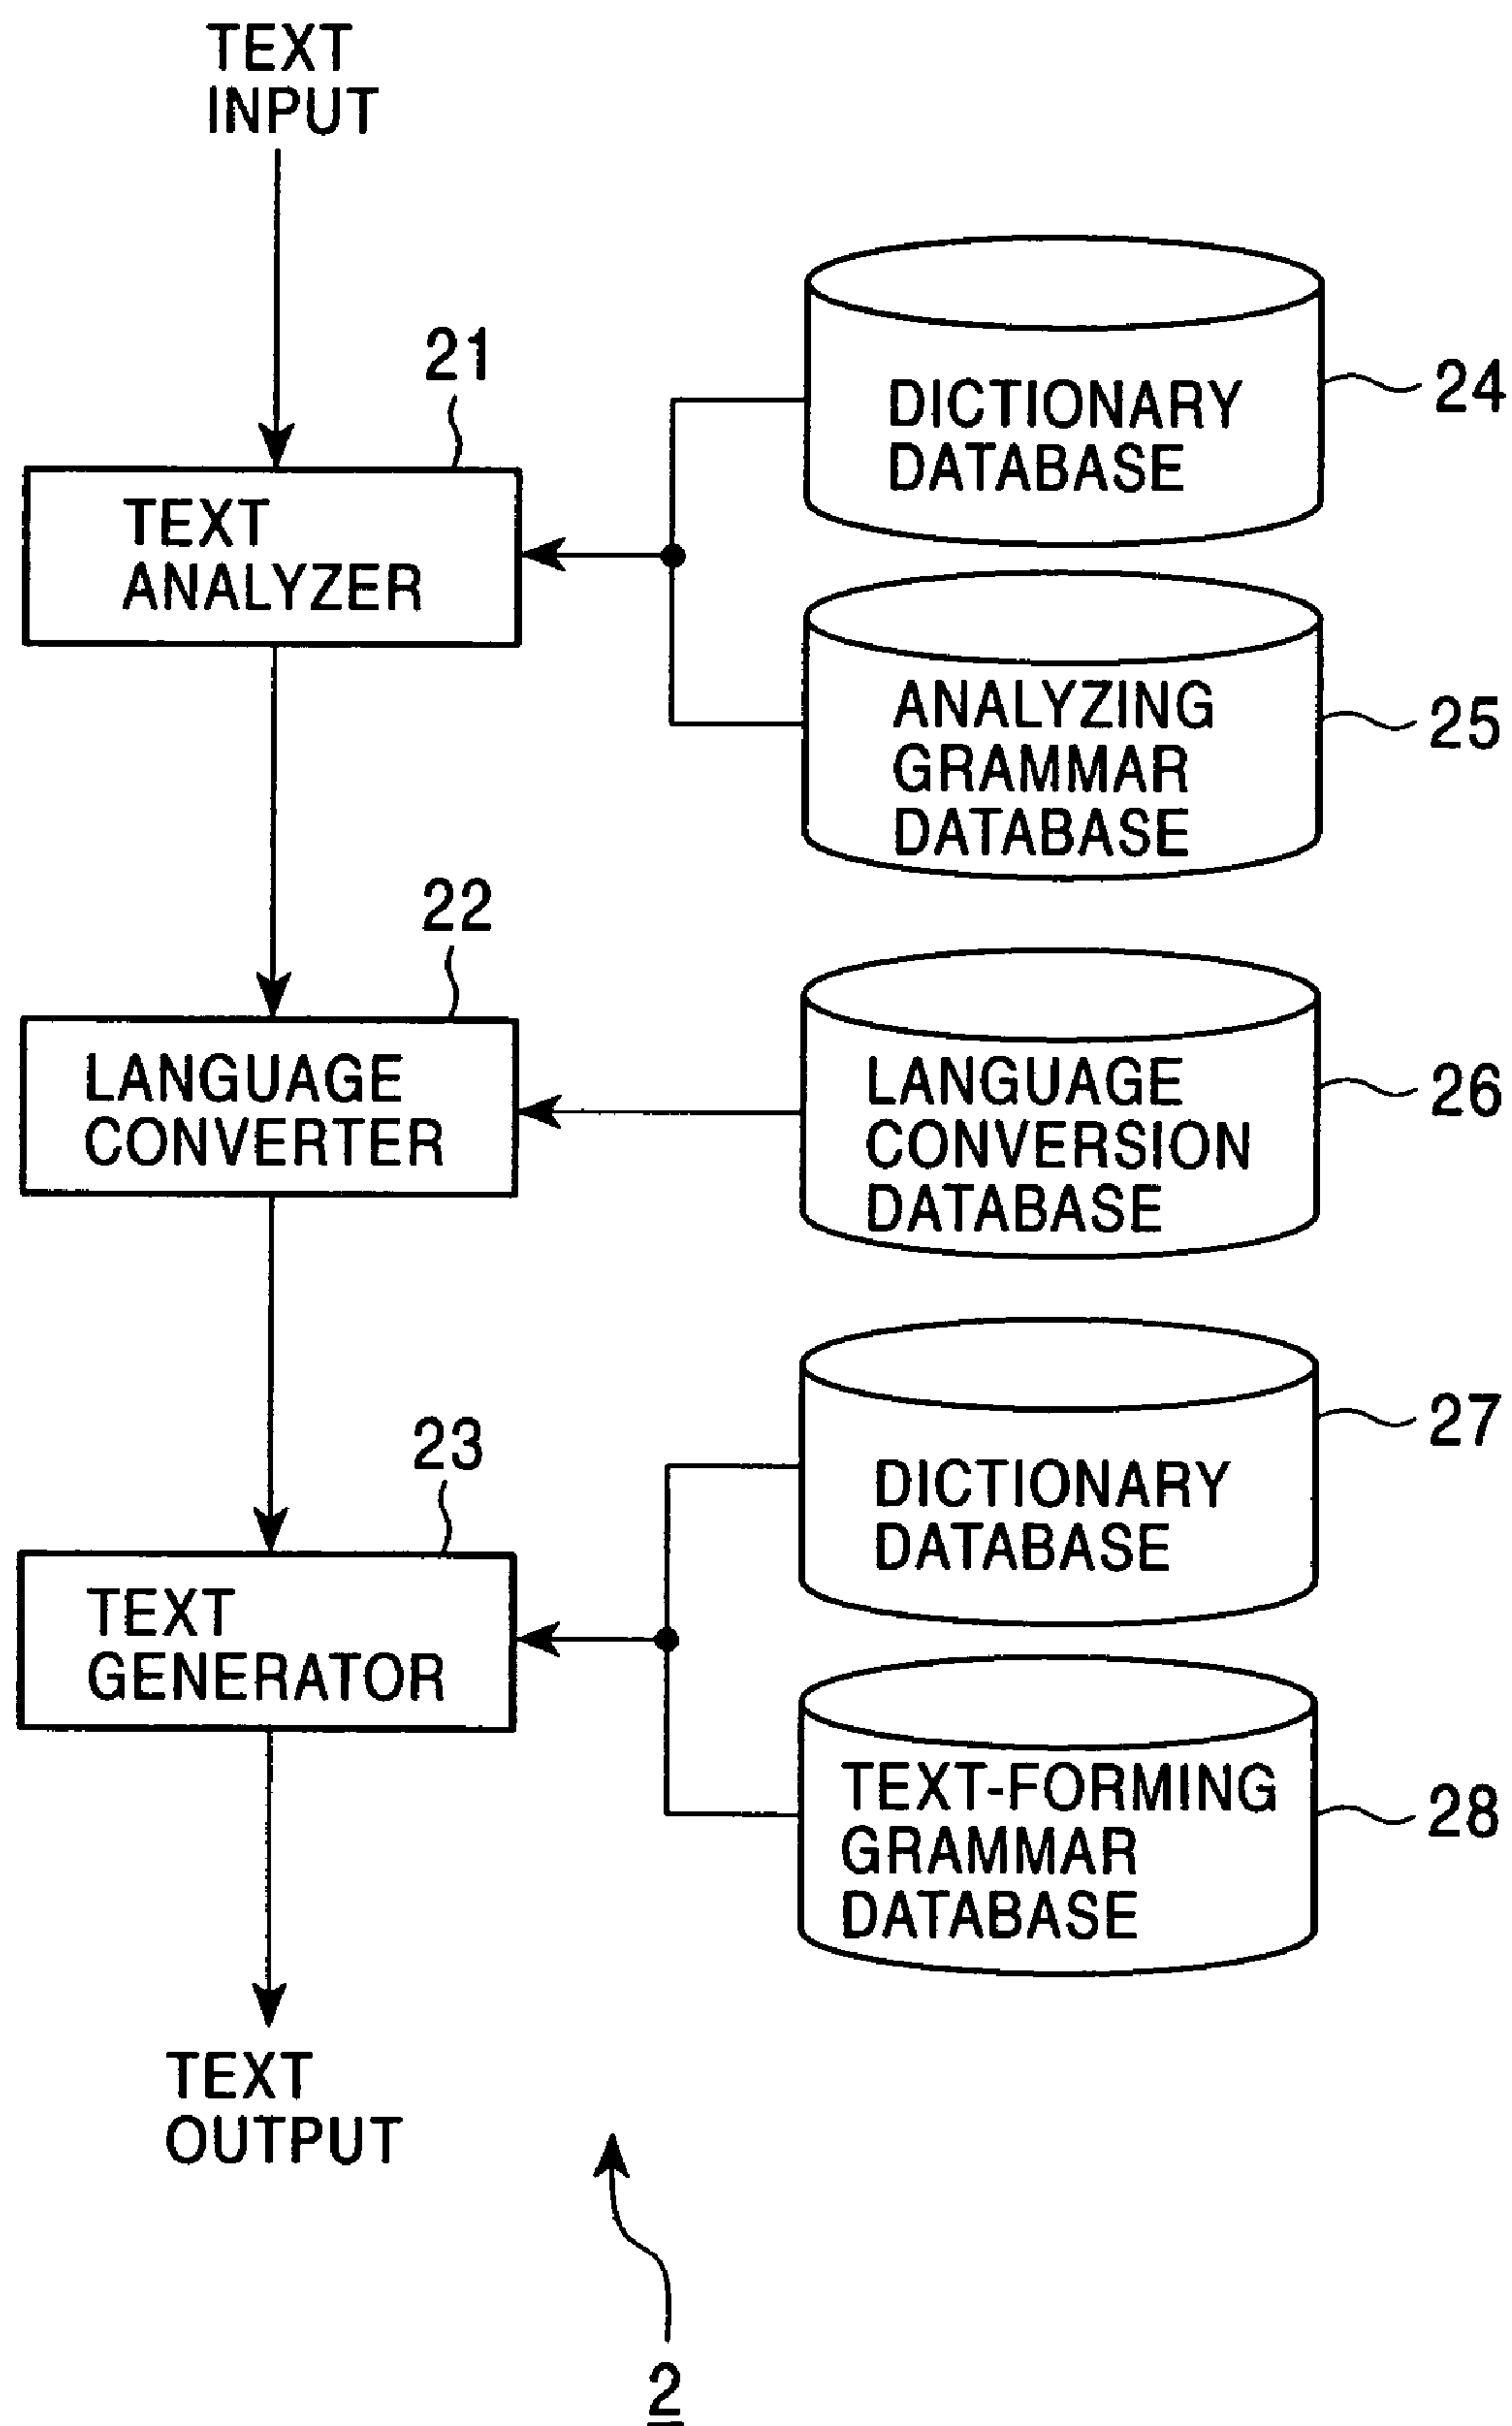 TEXT
INPUT
21
TEXT
ANALYZER
DICTIONARY
DATABASE
24
ANALYZING
GRAMMAR
DATABASE
25
22
LANGUAGE
CONVERTER
LANGUAGE
CONVERSION
DATABASE
26
23
TEXT
GENERATOR
DICTIONARY
DATABASE
27
TEXT-FORMING
GRAMMAR
DATABASE
28
TEXT
OUTPUT
2